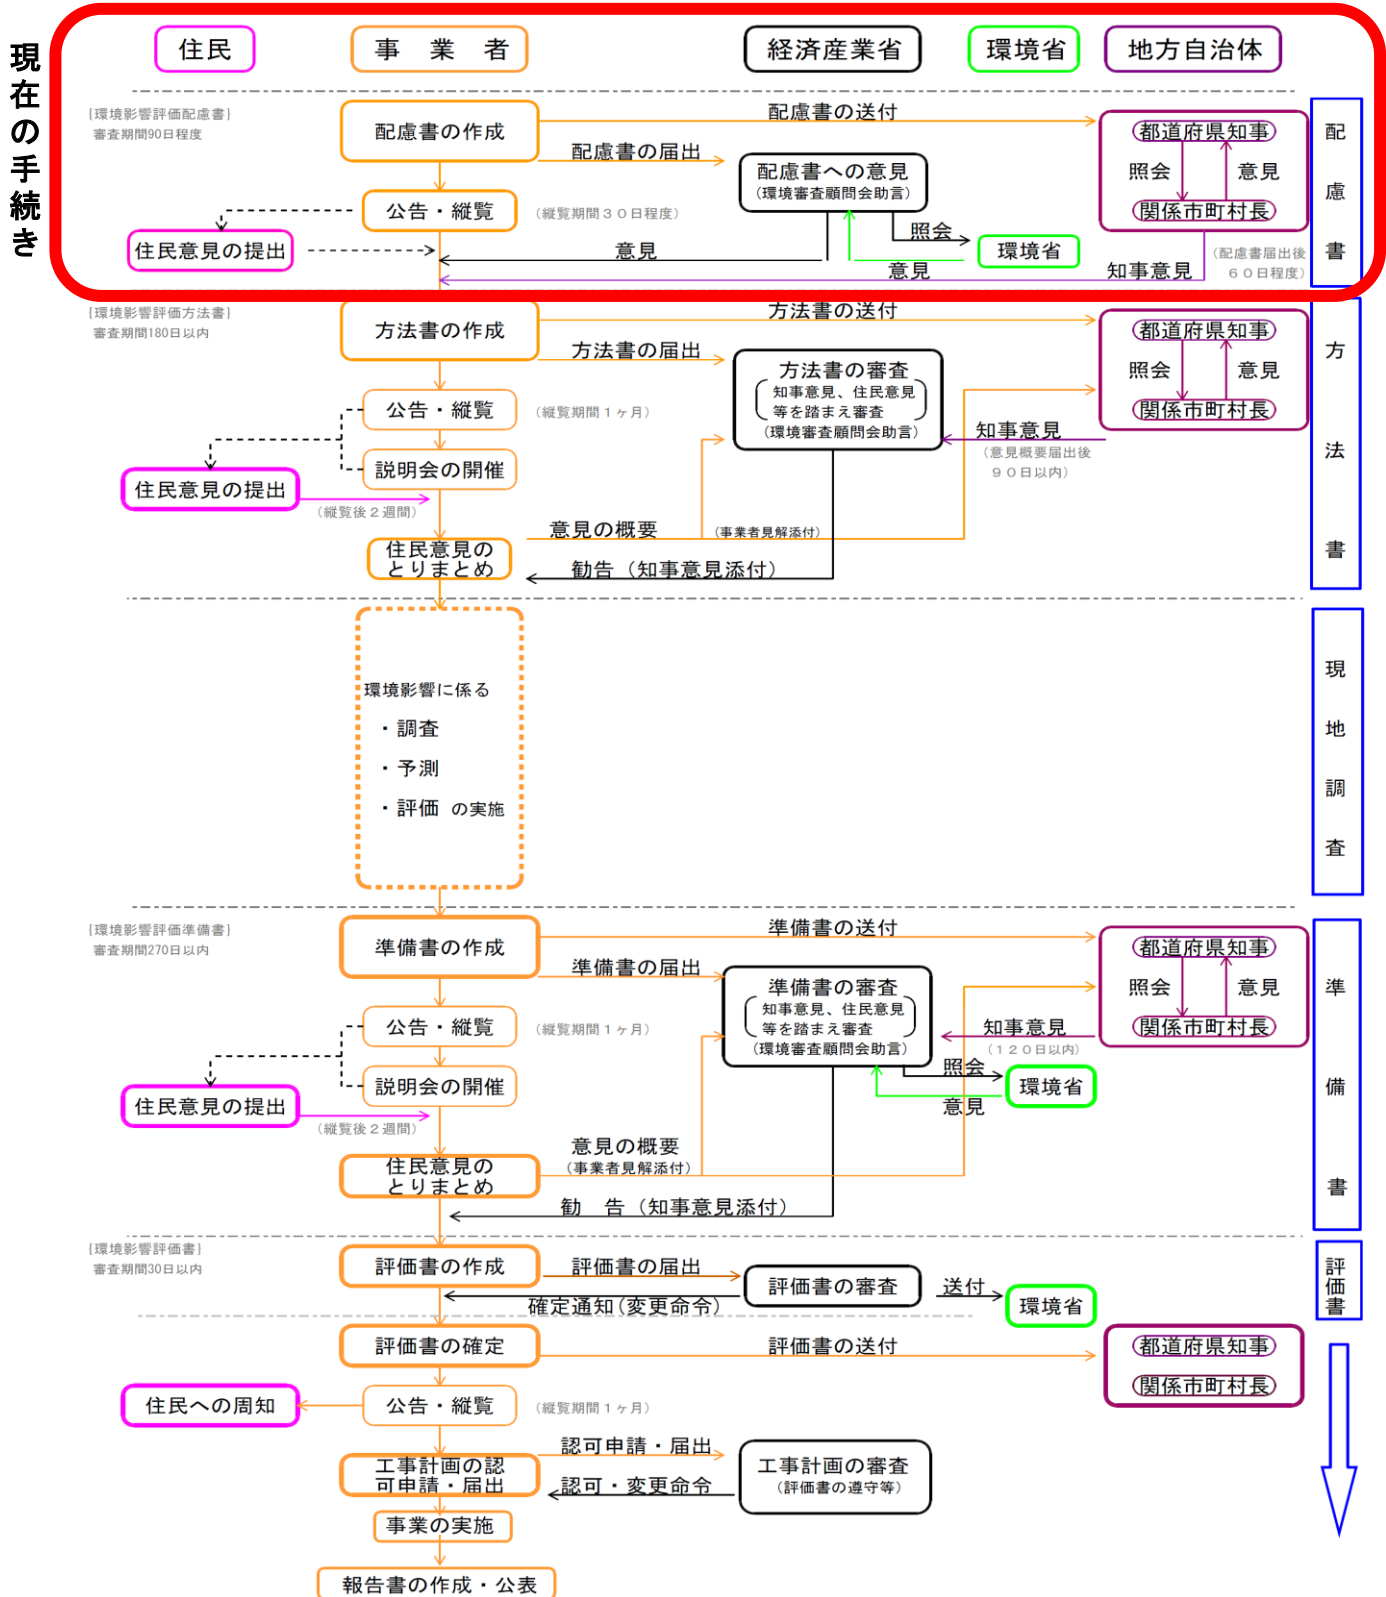 現在の手続き
住民
事　業　者
経済産業省
環境省
地方自治体
{環境影響評価配慮書}
審査期間90日程度
配慮書の作成
配慮書の送付
配慮書の届出
配慮書への意見
(環境審査顧問会助言)
都道府県知事
照会
意見
関係市町村長
公告・縦覧
(縦覧期間３０日程度)
住民意見の提出
意見
照会
環境省
意見
知事意見
(配慮書届出後
６０日程度)
配慮書
{環境影響評価方法書}
審査期間180日以内
方法書の作成
方法書の送付
方法書の届出
方法書の審査
知事意見、住民意見
等を踏まえ審査
(環境審査顧問会助言)
都道府県知事
照会
意見
関係市町村長
公告・縦覧
(縦覧期間１ヶ月)
知事意見
(意見概要届出後
９０日以内)
説明会の開催
住民意見の提出
(縦覧後２週間)
意見の概要
(事業者見解添付)
住民意見の
とりまとめ
勧告（知事意見添付）
方法書
環境影響に係る
・調査
・予測
・評価 の実施
現地調査
{環境影響評価準備書}
審査期間270日以内
準備書の作成
準備書の送付
準備書の届出
準備書の審査
知事意見、住民意見
等を踏まえ審査
(環境審査顧問会助言)
都道府県知事
照会
意見
関係市町村長
公告・縦覧
(縦覧期間１ヶ月)
知事意見
(１２０日以内)
説明会の開催
照会
環境省
意見
住民意見の提出
(縦覧後２週間)
意見の概要
(事業者見解添付)
住民意見の
とりまとめ
勧　告（知事意見添付）
準備書
{環境影響評価書}
審査期間30日以内
評価書の作成
評価書の届出
評価書の審査
送付
環境省
確定通知(変更命令)
評価書
評価書の確定
評価書の送付
都道府県知事
関係市町村長
住民への周知
公告・縦覧
(縦覧期間１ヶ月)
工事計画の認
可申請・届出
認可申請・届出
認可・変更命令
工事計画の審査
(評価書の遵守等)
事業の実施
報告書の作成・公表